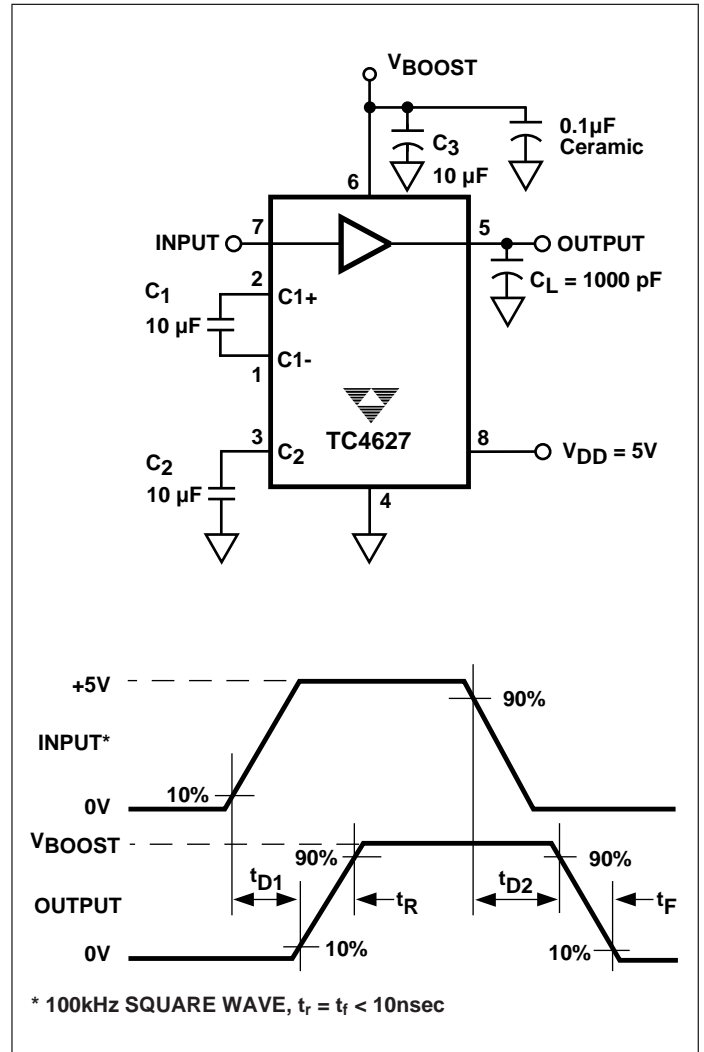 VBOOST
C3
10 µF
0.1µF
Ceramic
6
INPUT
7
5
OUTPUT
CL = 1000 pF
C1
10 µF
2
C1+
C1-
1
TC4627
3
C2
8
VDD = 5V
C2
10 µF
4
+5V
90%
INPUT*
10%
0V
VBOOST
90%
90%
tD1
tR
tD2
tF
OUTPUT
10%
10%
0V
* 100kHz SQUARE WAVE, tr = tf < 10nsec